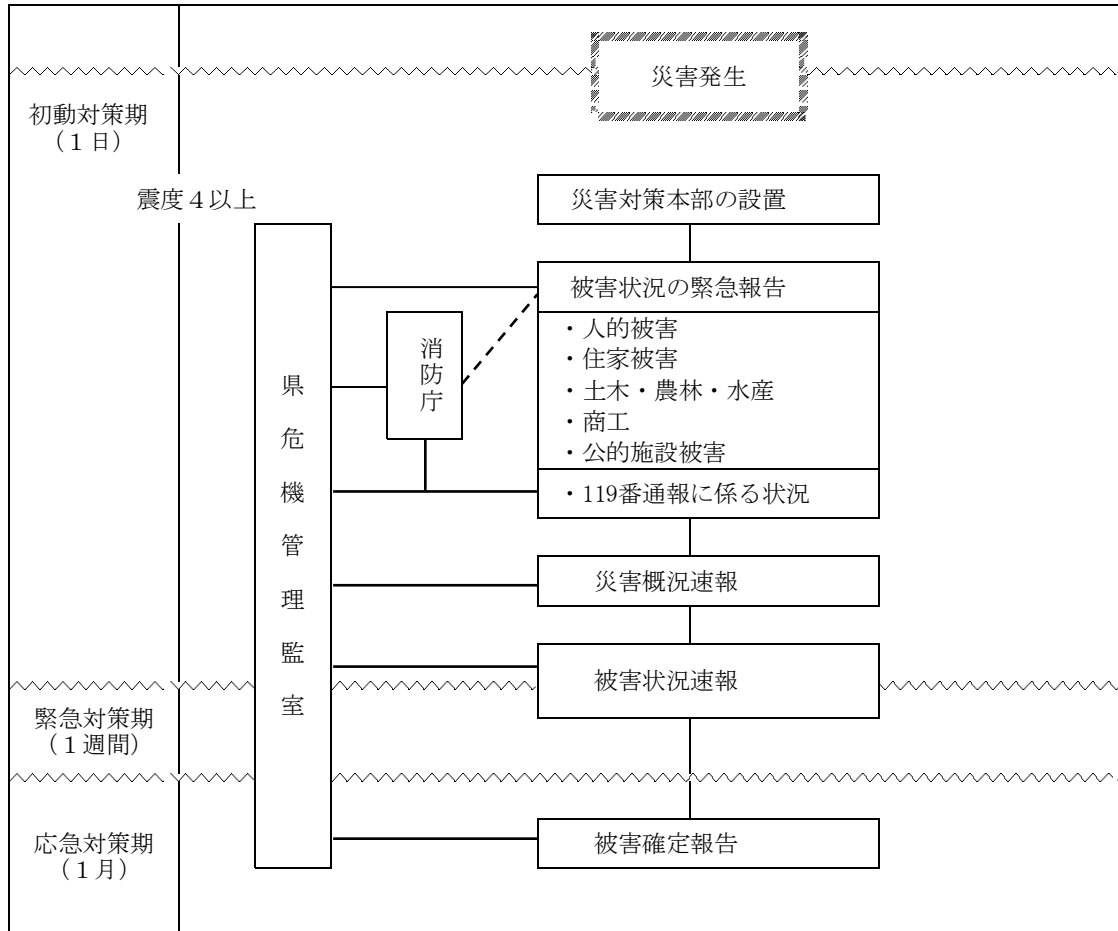 災害発生
初動対策期
（１日）
震度４以上
災害対策本部の設置
被害状況の緊急報告
・人的被害
・住家被害
・土木・農林・水産
・商工
・公的施設被害
・119番通報に係る状況
消防庁
県危機管理監室
災害概況速報
被害状況速報
緊急対策期
（１週間）
被害確定報告
応急対策期
（１月）